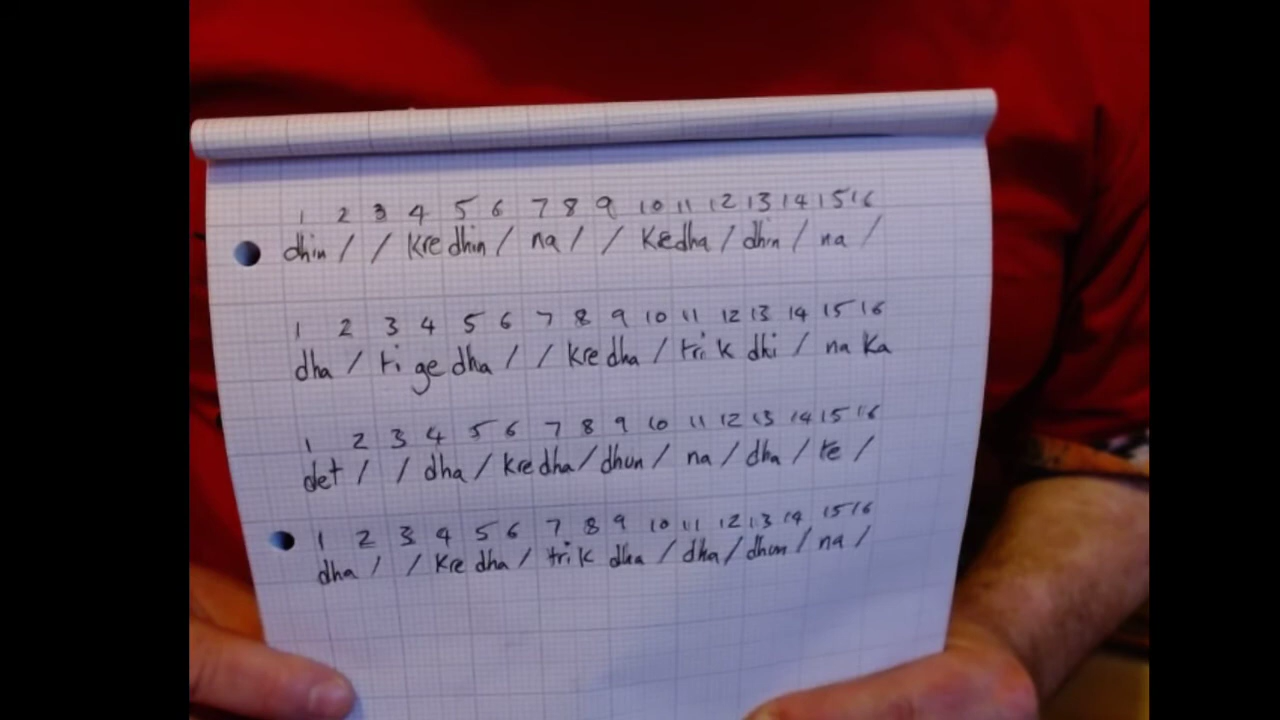 1 2 3 4 5 6 7 8 9 10 11 12 13 14 15 16
dhin / / kre dhin / na / / Kedha / dhin / na /
1 2 3 4 5 6 7 8 9 10 11 12 13 14 15 16
dha / ti ge dha / / kre dha / tri k dhi / na Ka
1 2 3 4 5 6 7 8 9 10 11 12 13 14 15 16
det / / dha / kre dha / dhun / na / dha / te /
1 2 3 4 5 6 7 8 9 10 11 12 13 14 15 16
dha / / kre dha / tri k dha / dha / dhun / na /